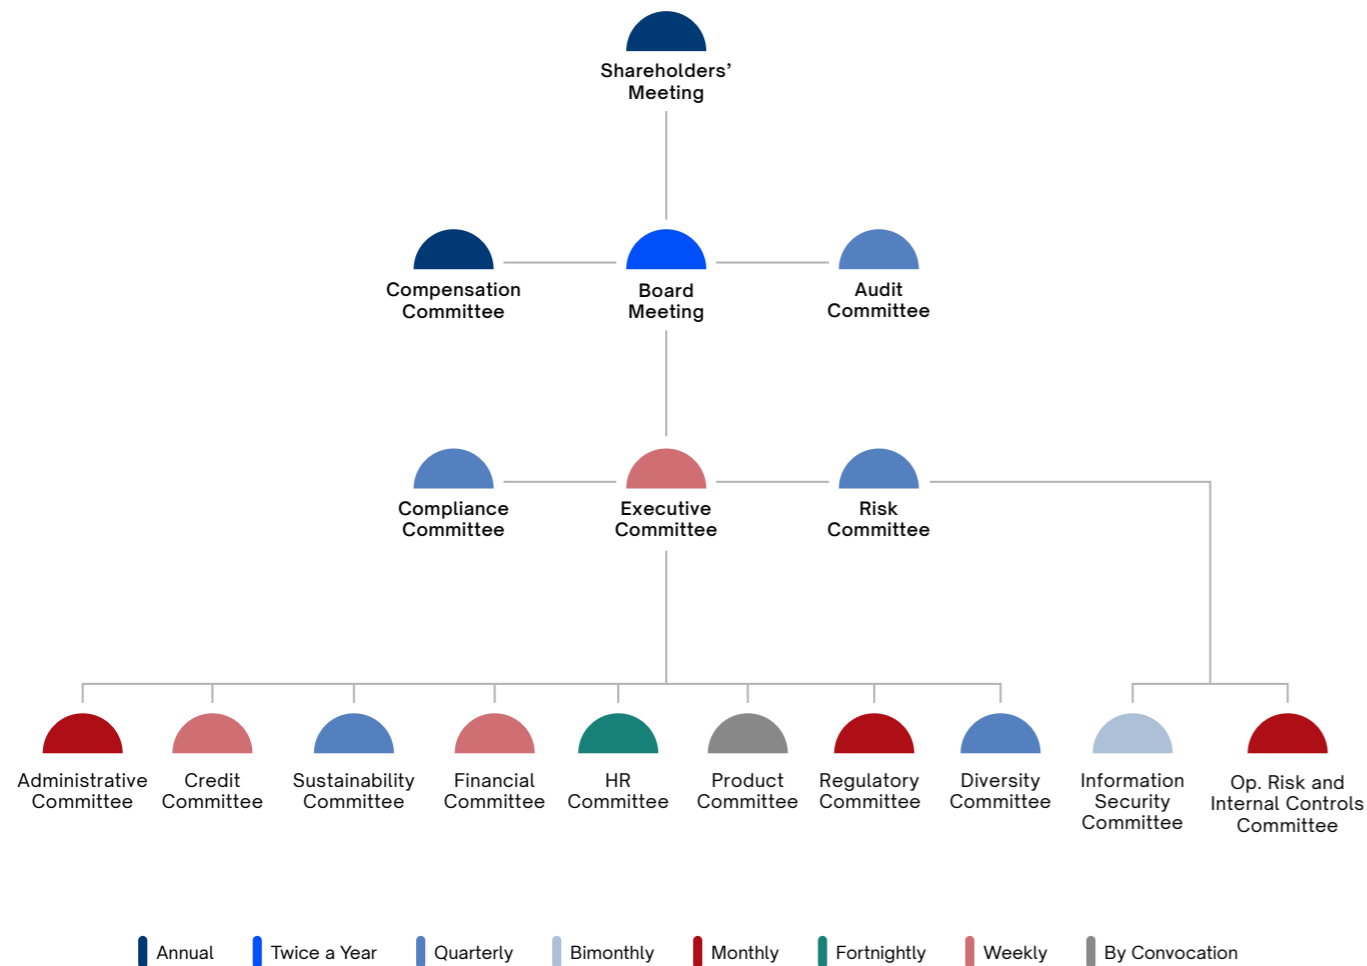 Shareholders’
Meeting
Compensation
Committee
Board
Meeting
Audit
Committee
Compliance
Committee
Executive
Committee
Risk
Committee
Administrative
Committee
Credit
Committee
Sustainability
Committee
Financial
Committee
HR
Committee
Product
Committee
Regulatory
Committee
Diversity
Committee
Information
Security
Committee
Op. Risk and
Internal Controls
Committee
Annual
Twice a Year
Quarterly
Bimonthly
Monthly
Fortnightly
Weekly
By Convocation